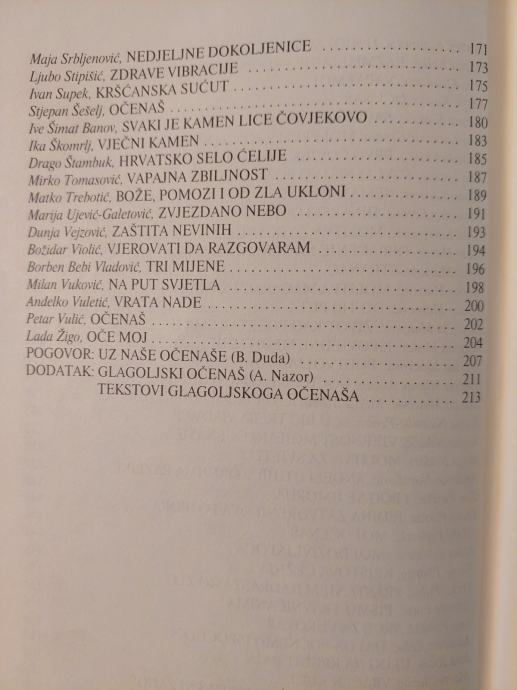 Maja Srbljenović, NEDJELJNE DOKOLJENICE .......................... 171
Ljubo Stipišić, ZDRAVE VIBRACIJE .......................... 173
Ivan Supek, KRŠĆANSKA SUĆUT .......................... 175
Stjepan Šešelj, OČENAŠ .......................... 177
Ive Šimat Banov, SVAKI JE KAMEN LICE ČOVJEKOVO .......................... 180
Ika Škomrlj, VJEČNI KAMEN .......................... 183
Drago Štambuk, HRVATSKO SELO ĆELIJE .......................... 185
Mirko Tomasović, VAPAJNA ZBILJNOST .......................... 187
Matko Trebotić, BOŽE, POMOZI I OD ZLA UKLONI .......................... 189
Marija Ujević-Galetović, ZVJEZDANO NEBO .......................... 191
Dunja Vejzović, ZAŠTITA NEVINIH .......................... 193
Božidar Violić, VJEROVATI DA RAZGOVARAM .......................... 194
Borben Bebi Vladović, TRI MIJENE .......................... 196
Milan Vuković, NA PUT SVJETLA .......................... 198
Anđelko Vuletić, VRATA NADE .......................... 200
Petar Vulić, OČENAŠ .......................... 202
Lada Žigo, OČE MOJ .......................... 204
POGOVOR: UZ NAŠE OČENAŠE (B. Duda) .......................... 207
DODATAK: GLAGOLJSKI OČENAŠ (A. Nazor) .......................... 211
TEKSTOVI GLAGOLJSKOGA OČENAŠA .......................... 213